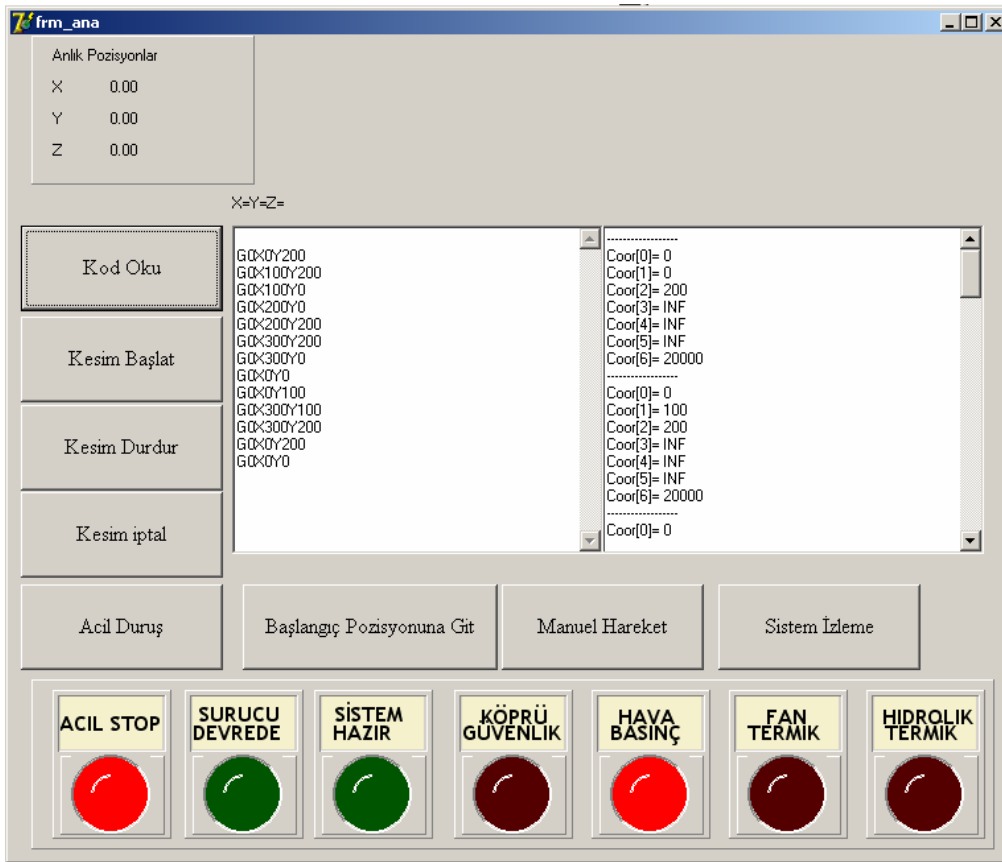 frm_ana
Anlık Pozisyonlar
X 0.00
Y 0.00
Z 0.00
X=Y=Z=
Kod Oku
Kesim Başlat
Kesim Durdur
Kesim iptal
G0X0Y200
G0X100Y200
G0X100Y0
G0X200Y0
G0X200Y200
G0X300Y200
G0X300Y0
G0X0Y0
G0X0Y100
G0X300Y100
G0X300Y200
G0X0Y200
G0X0Y0
-----------------
Coor[0]= 0
Coor[1]= 0
Coor[2]= 200
Coor[3]= INF
Coor[4]= INF
Coor[5]= INF
Coor[6]= 20000
-----------------
Coor[0]= 0
Coor[1]= 100
Coor[2]= 200
Coor[3]= INF
Coor[4]= INF
Coor[5]= INF
Coor[6]= 20000
-----------------
Coor[0]= 0
Acil Duruş
Başlangıç Pozisyonuna Git
Manuel Hareket
Sistem İzleme
ACIL STOP
SURUCU
DEVREDE
SİSTEM
HAZIR
KÖPRÜ
GÜVENLIK
HAVA
BASINÇ
FAN
TERMIK
HIDROLIK
TERMIK